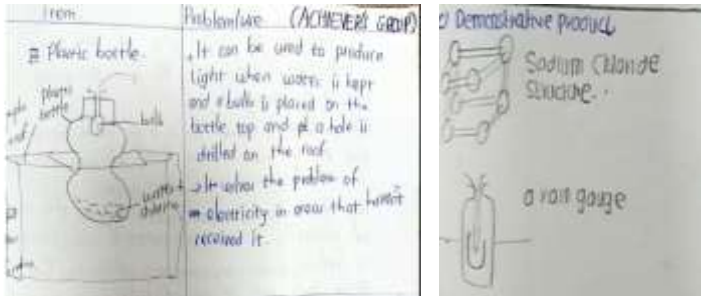 Item
Problem/use (ACHIEVERS GROUP)
Plastic bottle.
plastic
bottle
bulb
water +
. It can be used to produce
light when water is kept
and a bulb is placed on the
bottle top and a hole is
drilled on the roof.
→ It solves the problem of
electricity in areas that haven't
received it.
c) Demonstrative product
Sodium Chloride
Structure.
a rain gauge